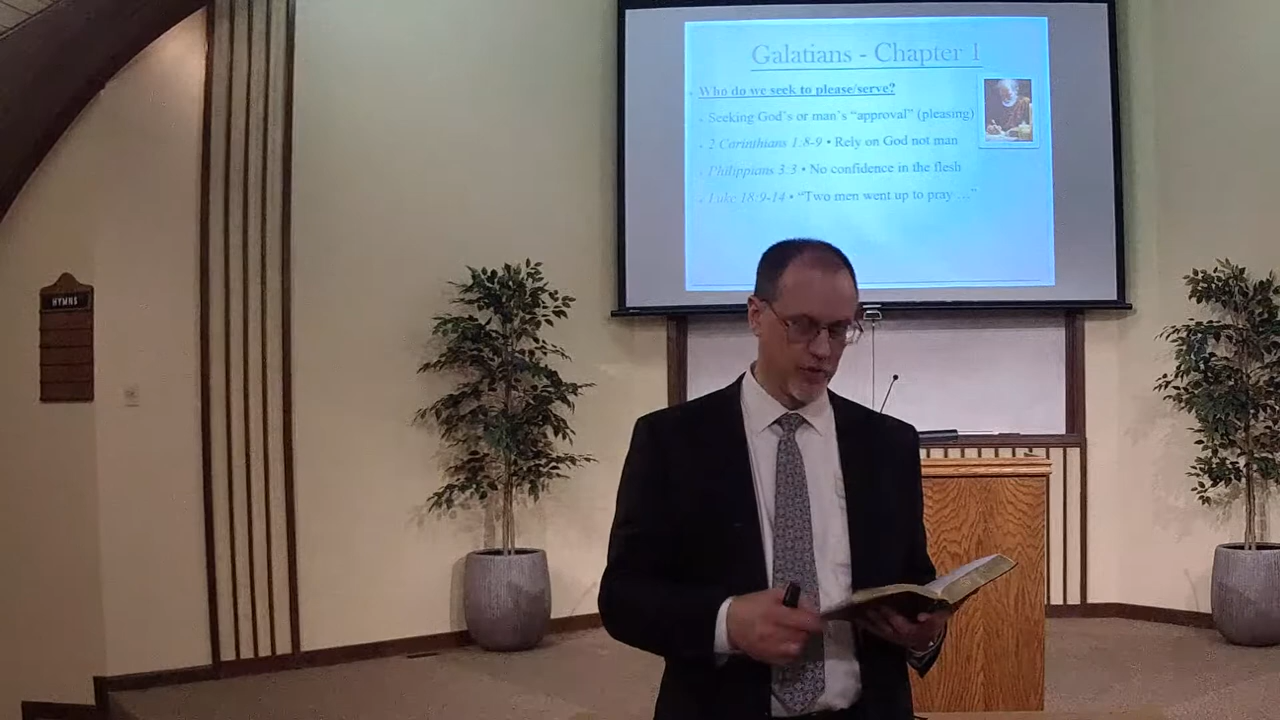 Galatians - Chapter 1
Who do we seek to please/serve?
Seeking God's or man's "approval" (pleasing)
2 Corinthians 1:8-9 • Rely on God not man
Philippians 3:3 • No confidence in the flesh
Luke 18:9-14 • "Two men went up to pray …"
HYMNS